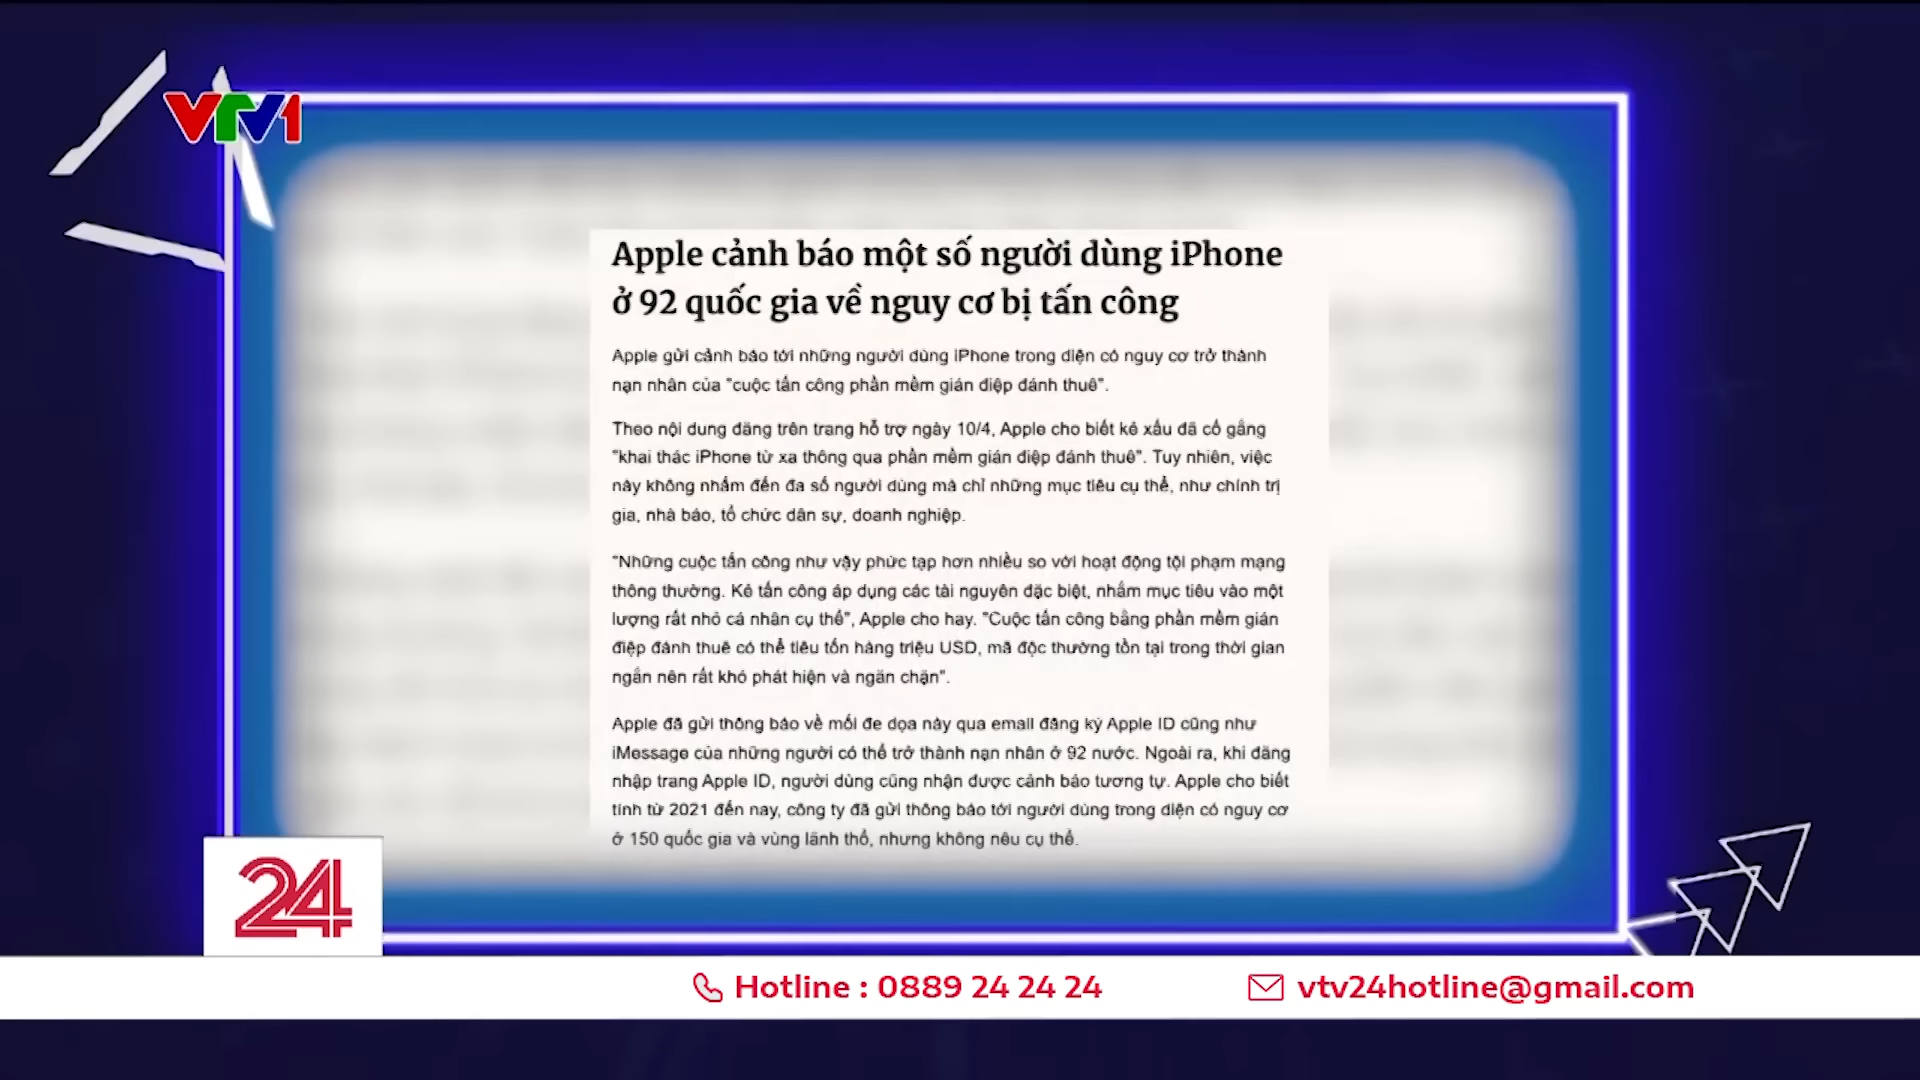 VTV1
Apple cảnh báo một số người dùng iPhone
ở 92 quốc gia về nguy cơ bị tấn công
Apple gửi cảnh báo tới những người dùng iPhone trong diện có nguy cơ trở thành
nạn nhân của "cuộc tấn công phần mềm gián điệp đánh thuê".
Theo nội dung đăng trên trang hỗ trợ ngày 10/4, Apple cho biết kẻ xấu đã cố gắng
"khai thác iPhone từ xa thông qua phần mềm gián điệp đánh thuê". Tuy nhiên, việc
này không nhắm đến đa số người dùng mà chỉ những mục tiêu cụ thể, như chính trị
gia, nhà báo, tổ chức dân sự, doanh nghiệp.
"Những cuộc tấn công như vậy phức tạp hơn nhiều so với hoạt động tội phạm mạng
thông thường. Kẻ tấn công áp dụng các tài nguyên đặc biệt, nhắm mục tiêu vào một
lượng rất nhỏ cá nhân cụ thể", Apple cho hay. "Cuộc tấn công bằng phần mềm gián
điệp đánh thuê có thể tiêu tốn hàng triệu USD, mã độc thường tồn tại trong thời gian
ngắn nên rất khó phát hiện và ngăn chặn".
Apple đã gửi thông báo về mối đe dọa này qua email đăng ký Apple ID cũng như
iMessage của những người có thể trở thành nạn nhân ở 92 nước. Ngoài ra, khi đăng
nhập trang Apple ID, người dùng cũng nhận được cảnh báo tương tự. Apple cho biết
tính từ 2021 đến nay, công ty đã gửi thông báo tới người dùng trong diện có nguy cơ
ở 150 quốc gia và vùng lãnh thổ, nhưng không nêu cụ thể.
24
Hotline : 0889 24 24 24
vtv24hotline@gmail.com